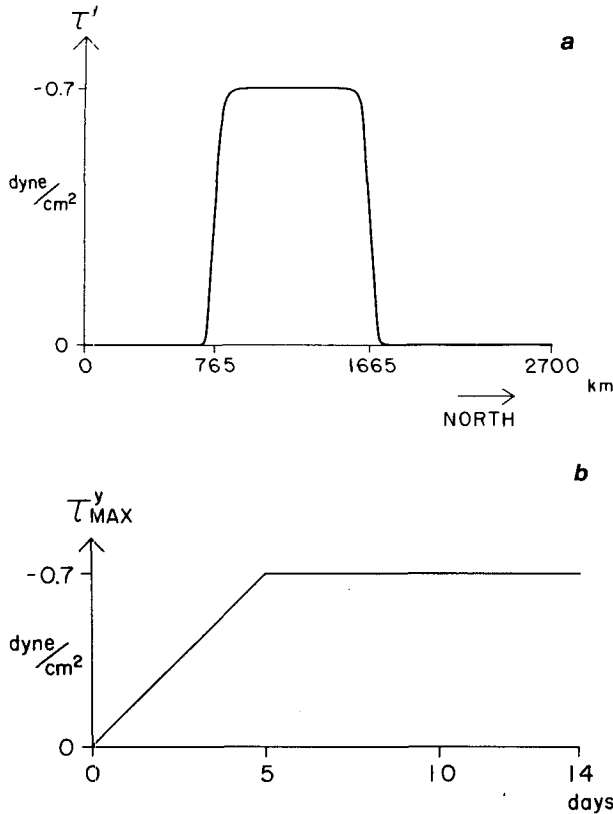 τ'
a
-0.7
dyne/cm²
0
0 765 1665 2700
km
NORTH
b
τ^y_MAX
-0.7
dyne/cm²
0
0 5 10 14
days